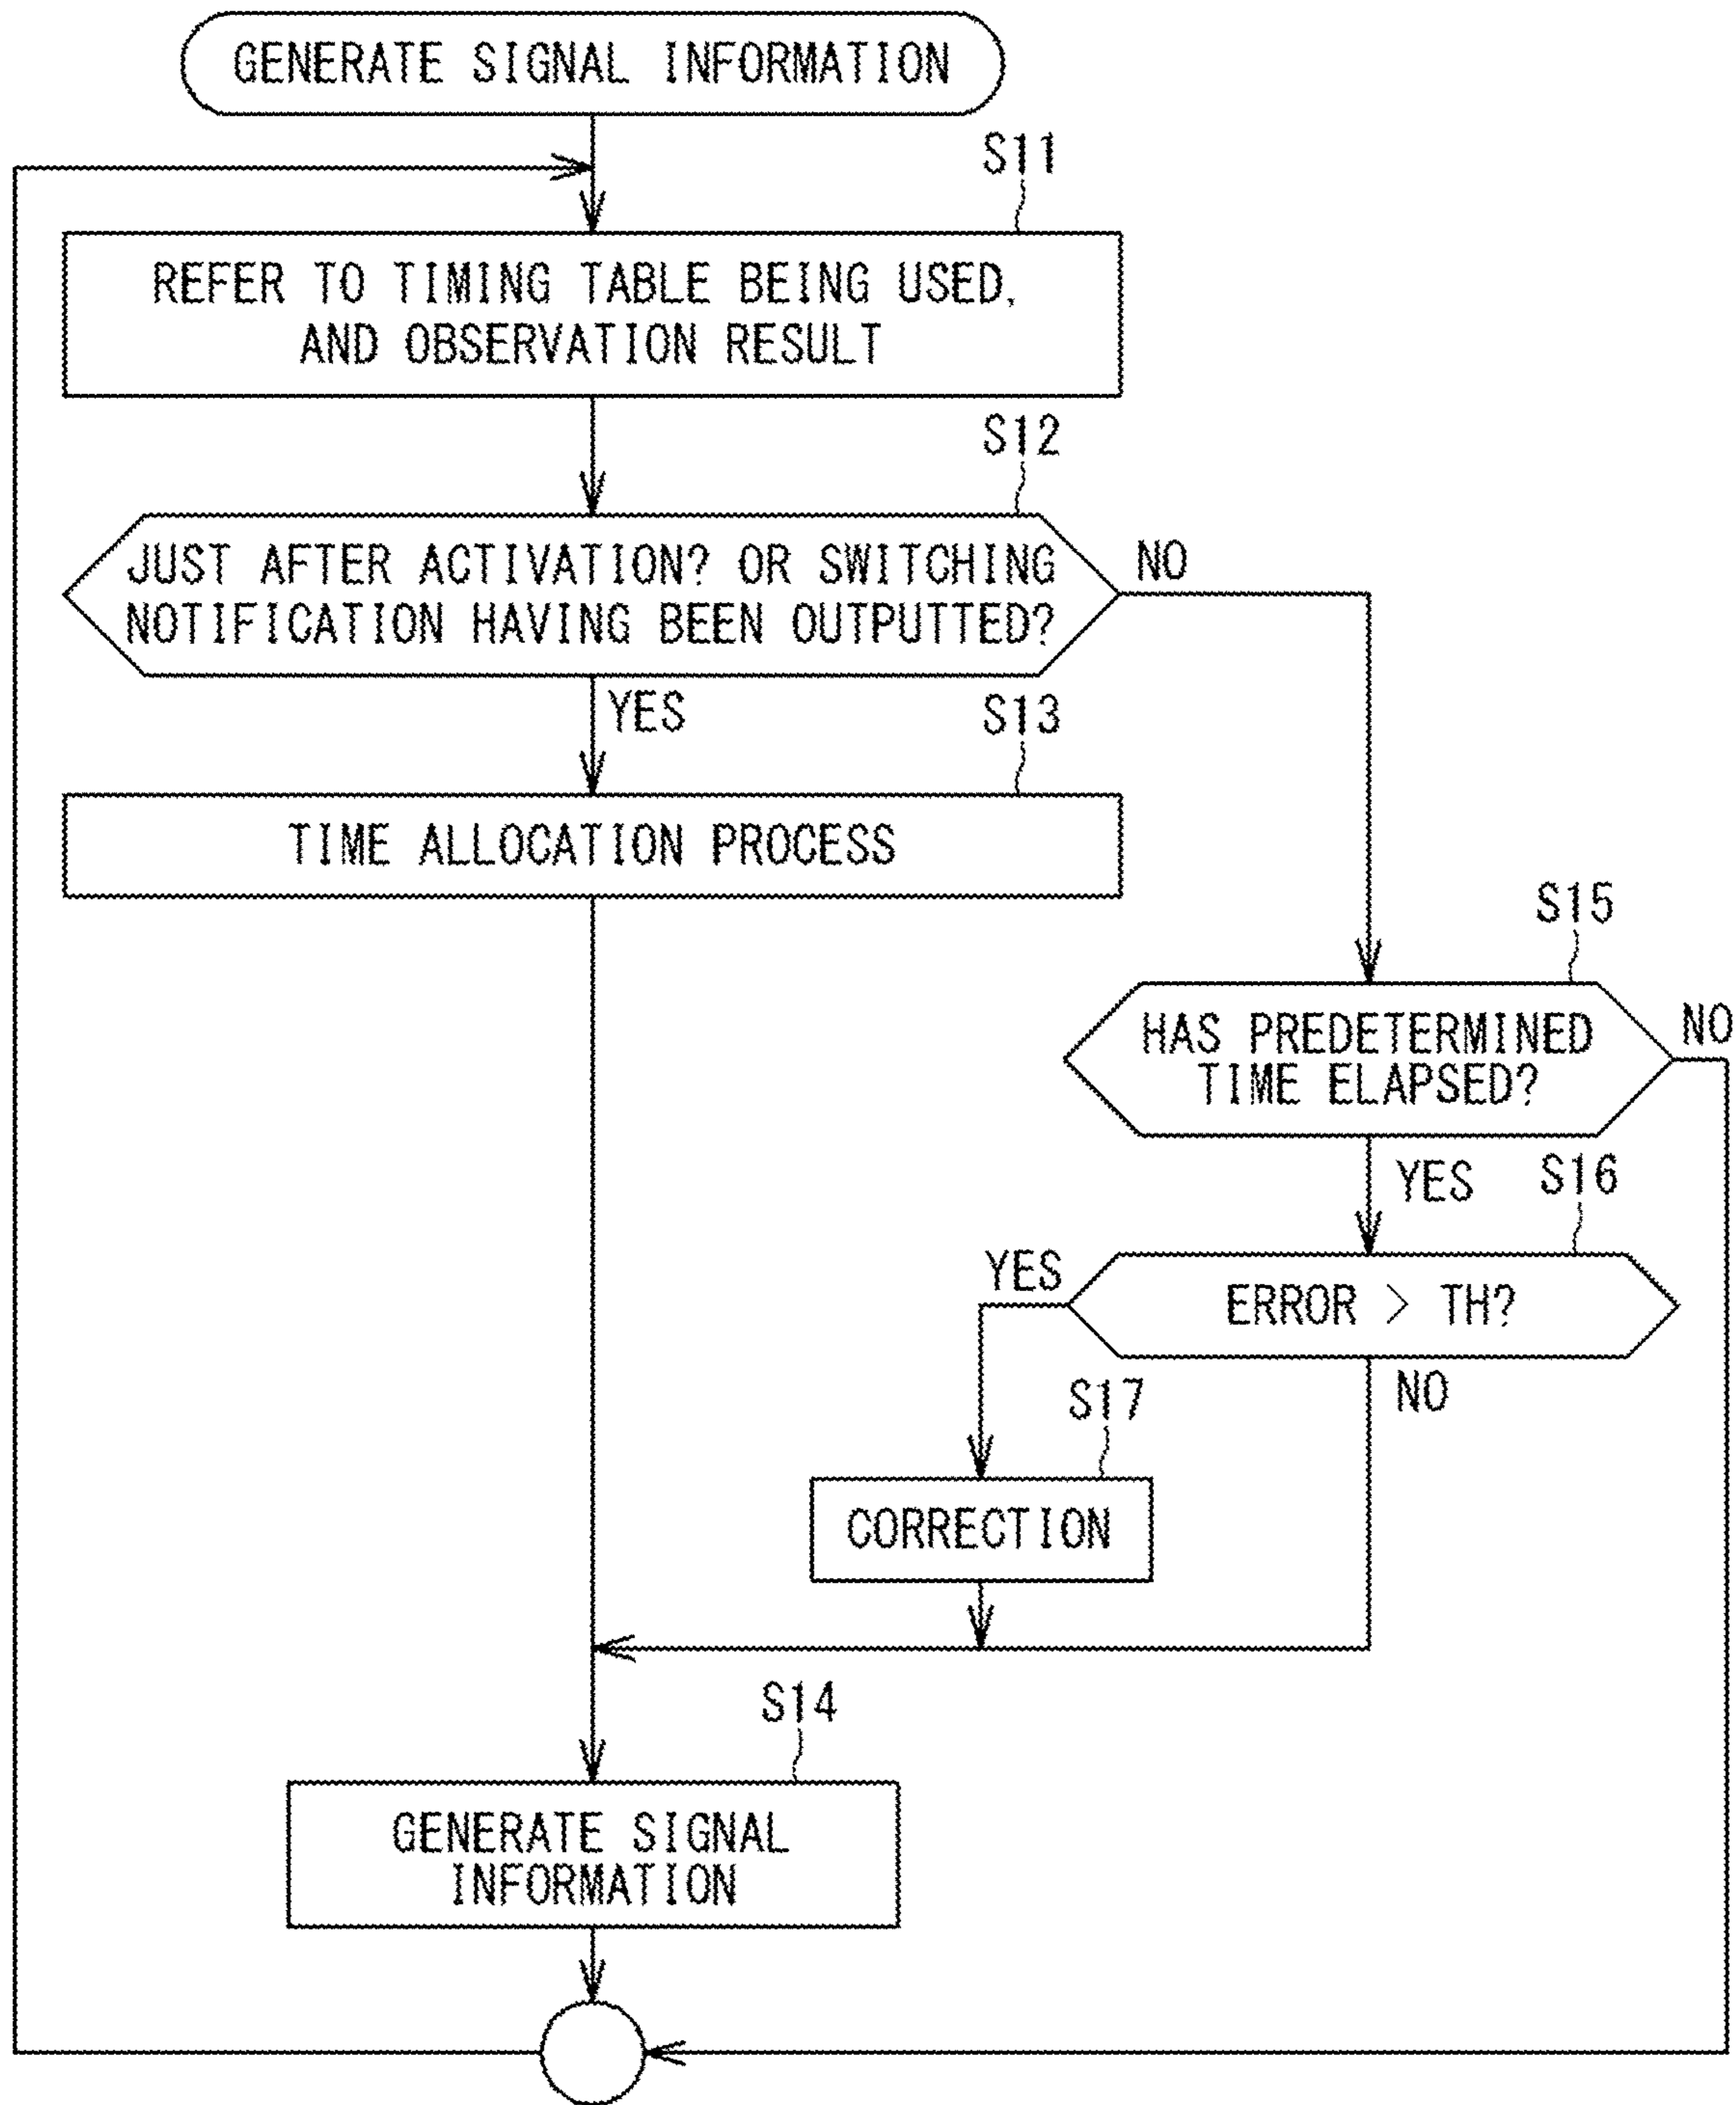 GENERATE SIGNAL INFORMATION
S11
REFER TO TIMING TABLE BEING USED,
AND OBSERVATION RESULT
S12
JUST AFTER ACTIVATION? OR SWITCHING
NOTIFICATION HAVING BEEN OUTPUTTED?
NO
YES
S13
TIME ALLOCATION PROCESS
S15
HAS PREDETERMINED
TIME ELAPSED?
NO
YES
S16
ERROR > TH?
YES
NO
S17
CORRECTION
S14
GENERATE SIGNAL
INFORMATION